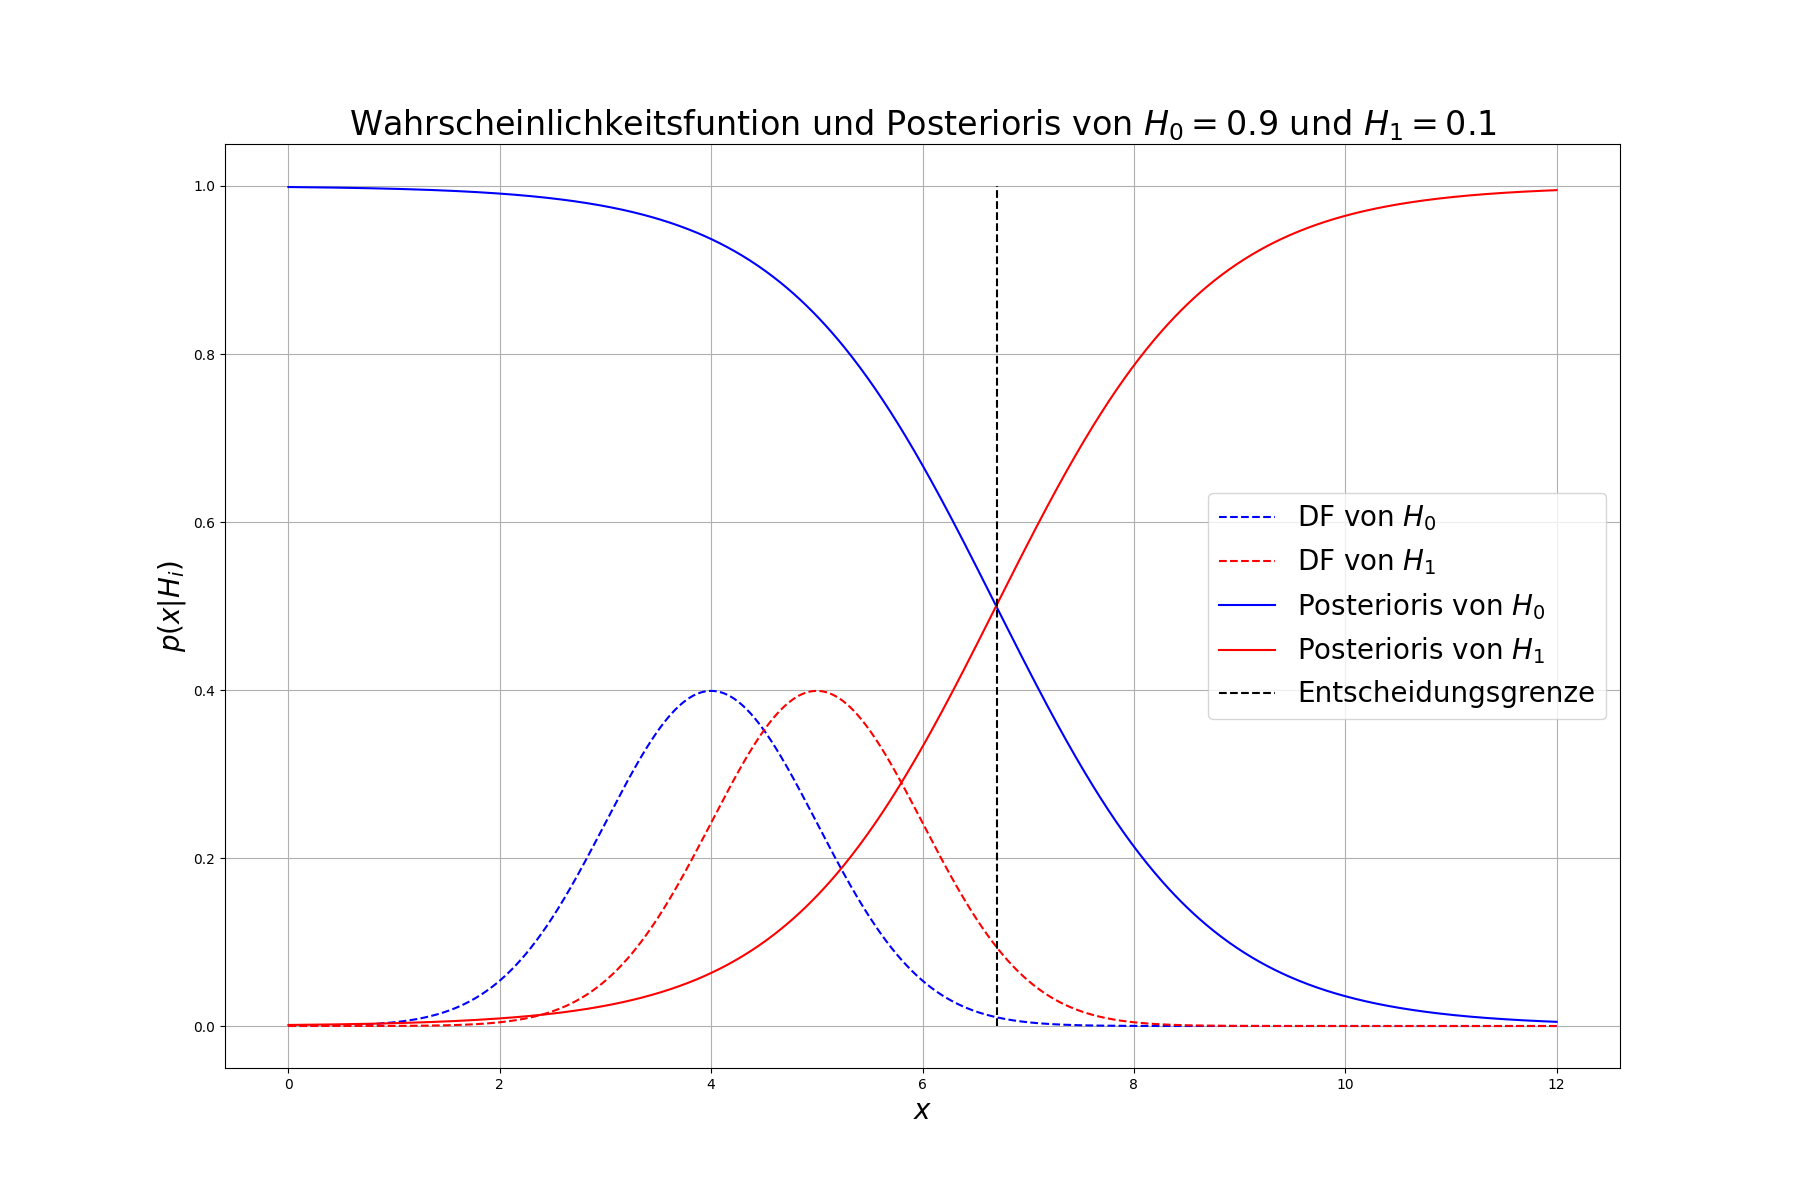 Wahrscheinlichkeitsfuntion und Posterioris von $H_0 = 0.9$ und $H_1 = 0.1$
1.0
0.8
0.6
0.4
0.2
0.0
$p(x|H_i)$
DF von $H_0$
DF von $H_1$
Posterioris von $H_0$
Posterioris von $H_1$
Entscheidungsgrenze
0 2 4 6 8 10 12
$x$